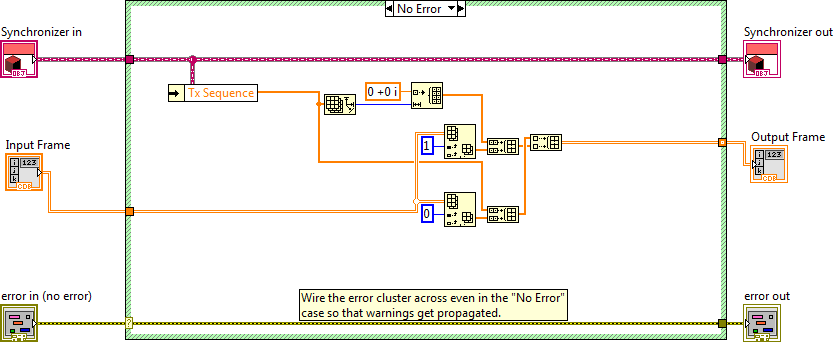 No Error
Synchronizer in
Synchronizer out
OBJ
OBJ
Tx Sequence
0 +0 i
1
Input Frame
i 123
j
k
CDB
Output Frame
i 123
j
k
CDB
0
error in (no error)
?
Wire the error cluster across even in the "No Error"
case so that warnings get propagated.
error out